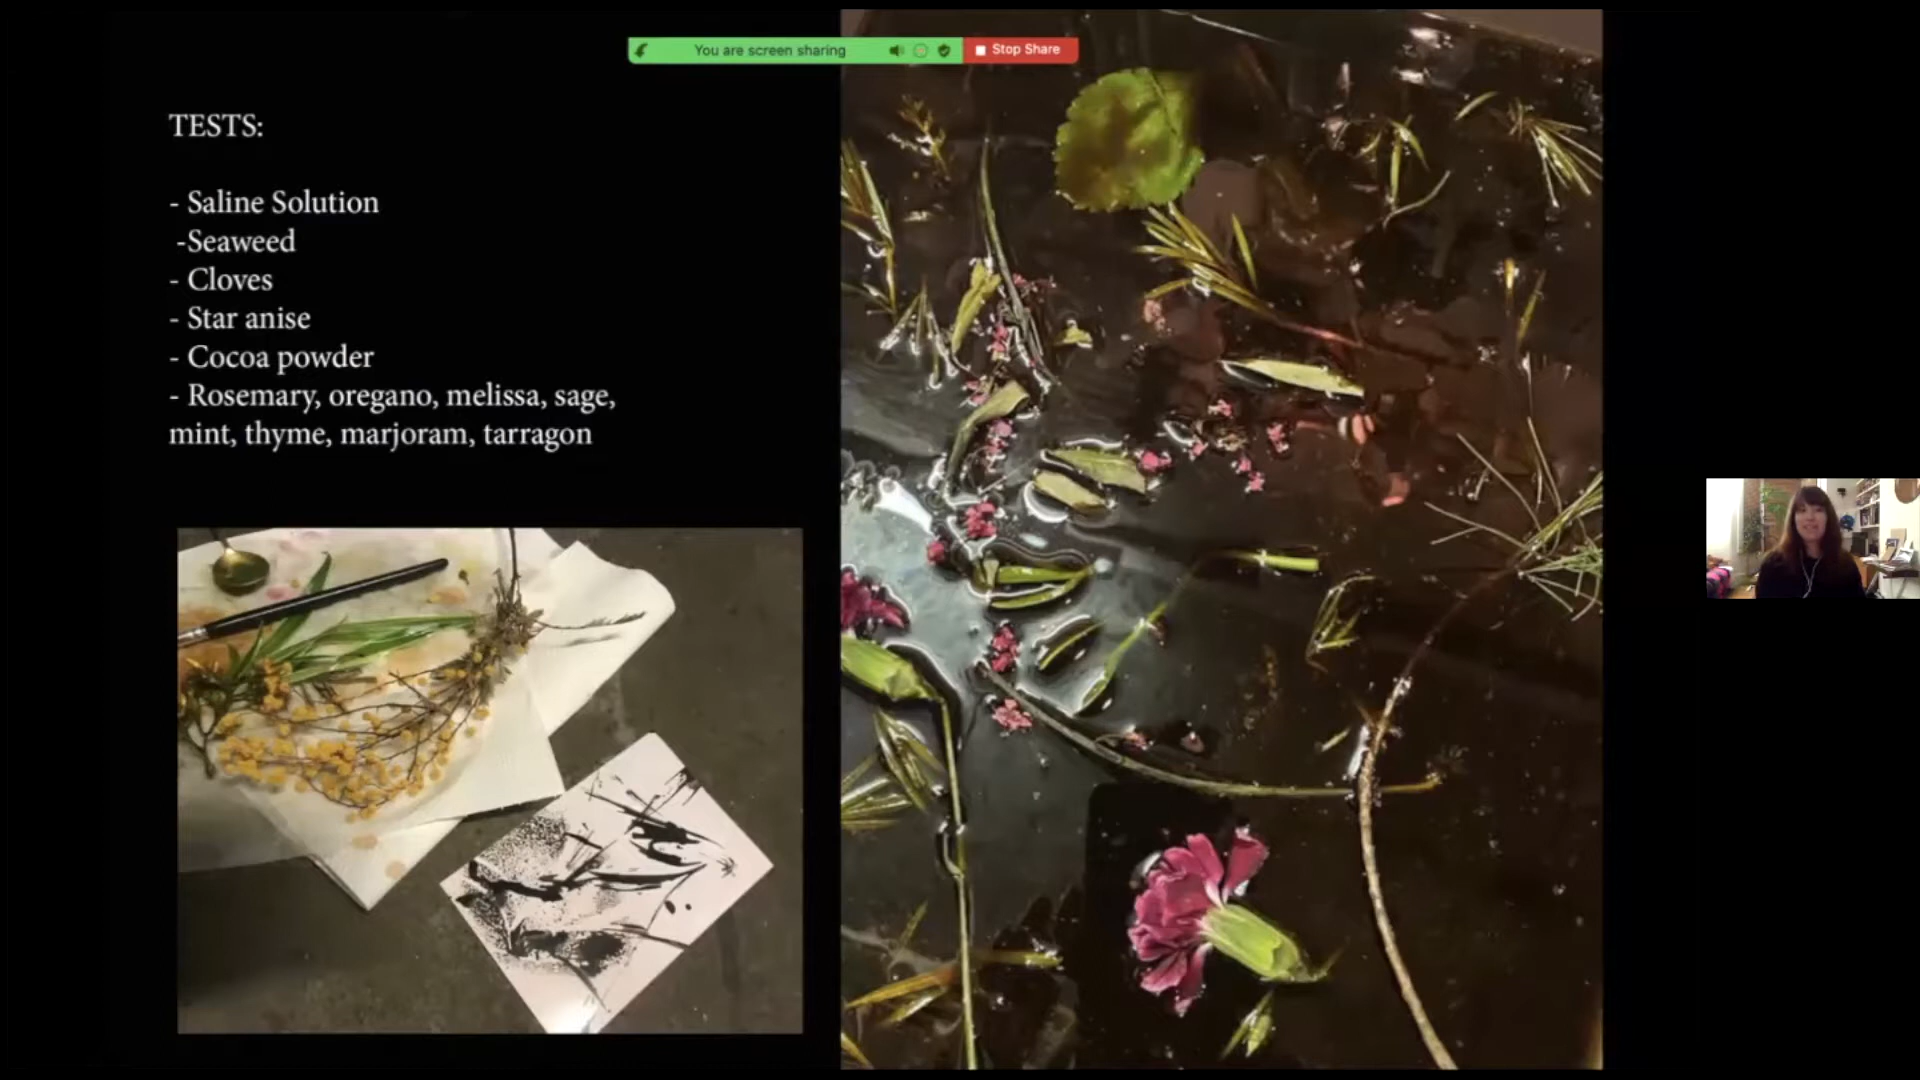 You are screen sharing
Stop Share
TESTS:
- Saline Solution
-Seaweed
- Cloves
- Star anise
- Cocoa powder
- Rosemary, oregano, melissa, sage,
mint, thyme, marjoram, tarragon